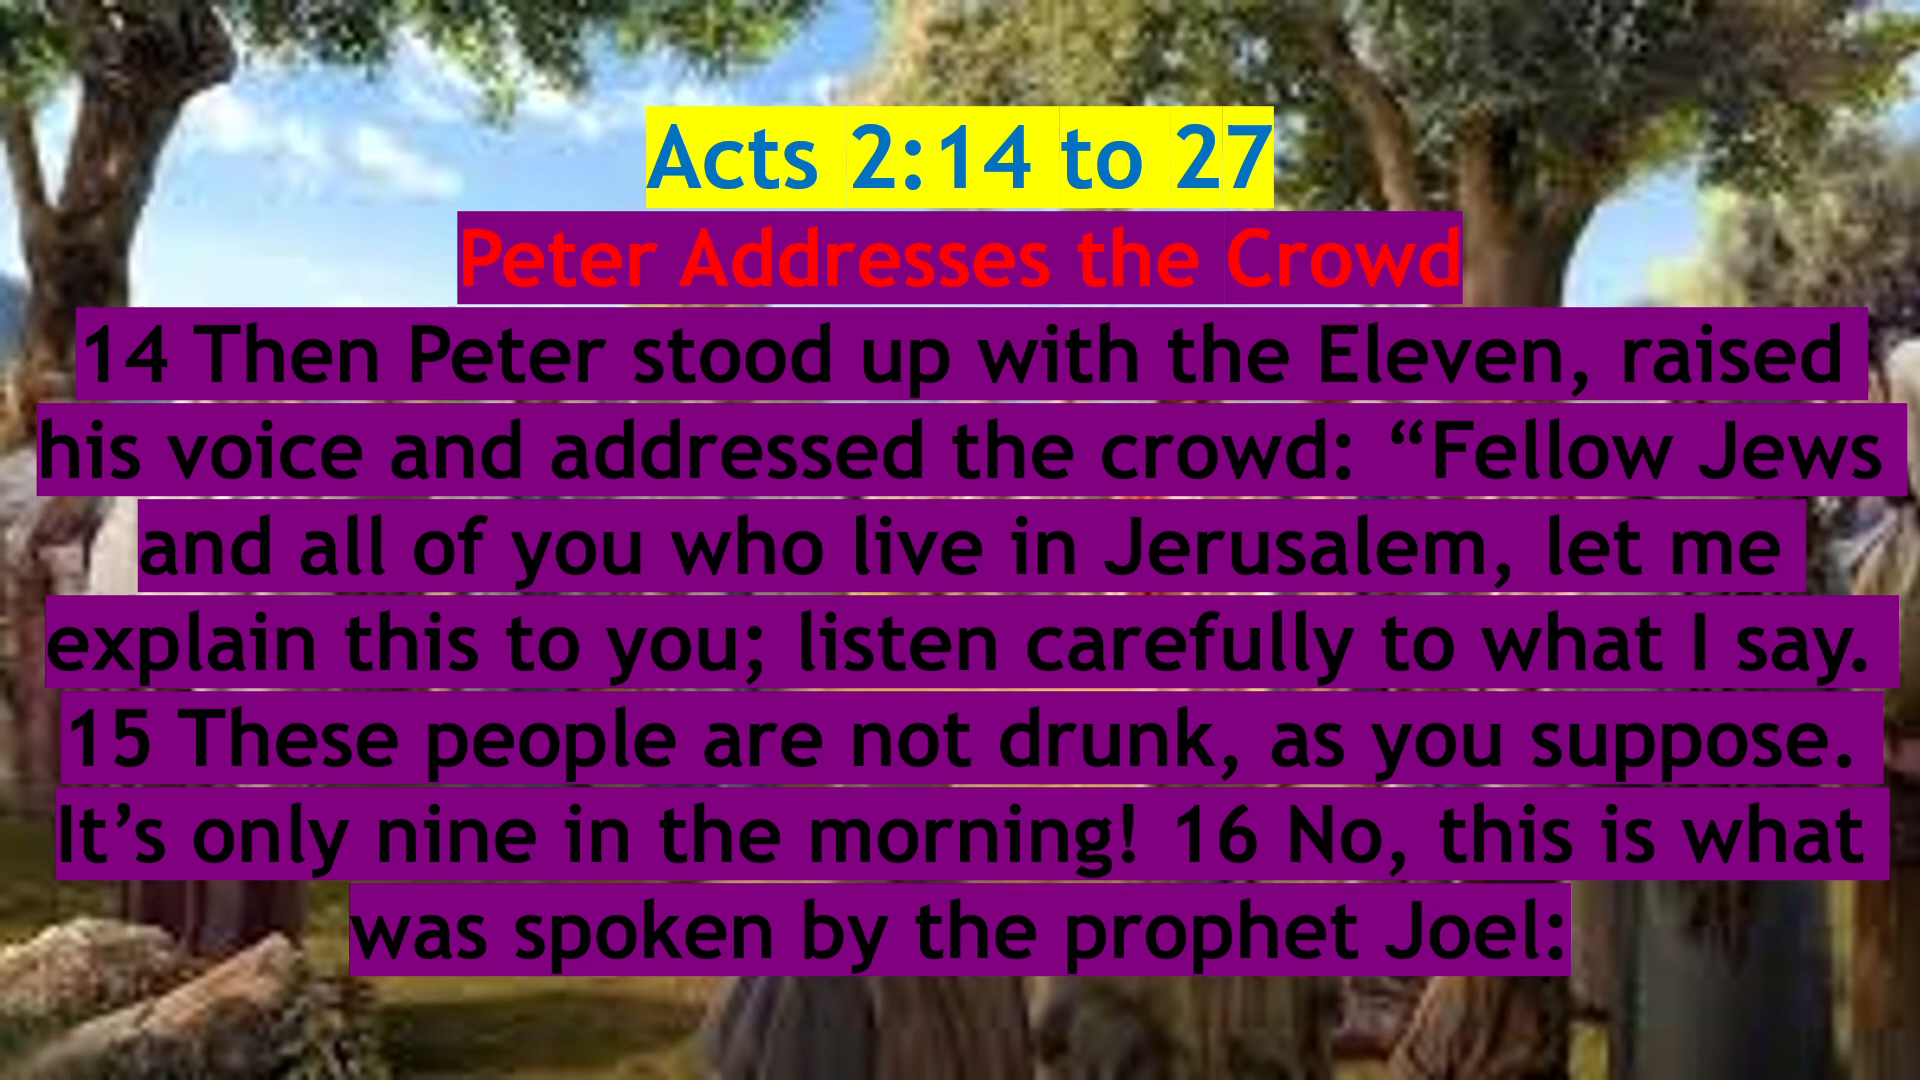 Acts 2:14 to 27
Peter Addresses the Crowd
14 Then Peter stood up with the Eleven, raised
his voice and addressed the crowd: “Fellow Jews
and all of you who live in Jerusalem, let me
explain this to you; listen carefully to what I say.
15 These people are not drunk, as you suppose.
It’s only nine in the morning! 16 No, this is what
was spoken by the prophet Joel: